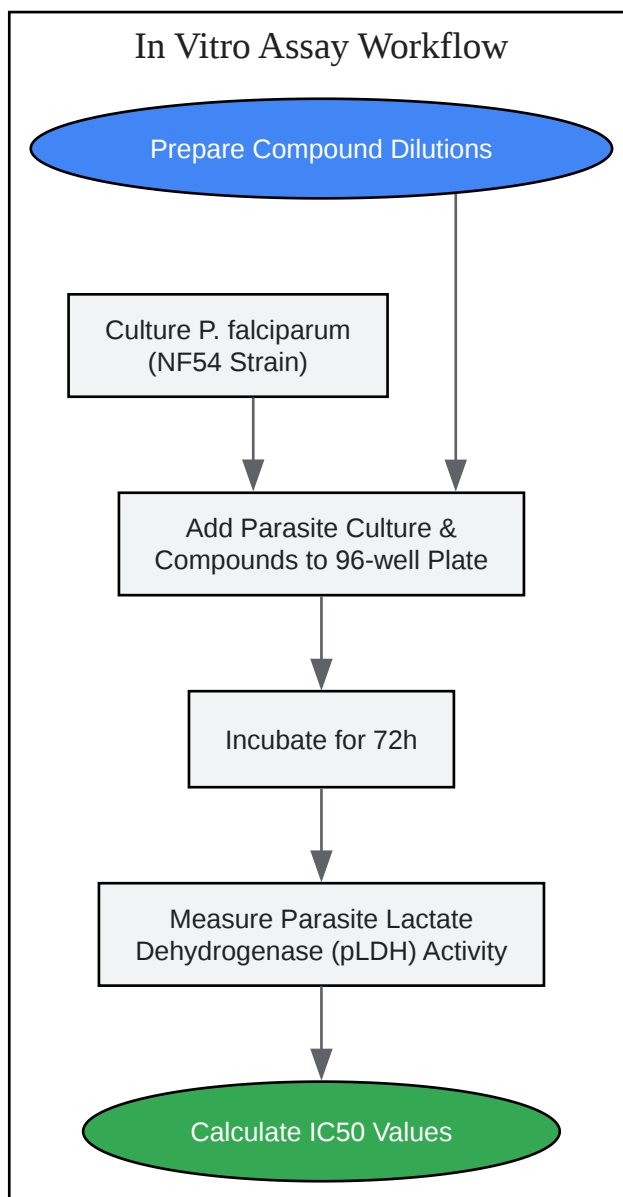 In Vitro Assay Workflow
Prepare Compound Dilutions
Culture P. falciparum
(NF54 Strain)
Add Parasite Culture &
Compounds to 96-well Plate
Incubate for 72h
Measure Parasite Lactate
Dehydrogenase (pLDH) Activity
Calculate IC50 Values